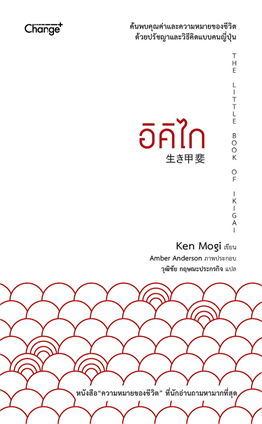 Change+
ค้นพบคุณค่าและความหมายของชีวิต
ด้วยปรัชญาและวิธีคิดแบบคนญี่ปุ่น
THE LITTLE BOOK OF IKIGAI
อิคิไก
生き甲斐
Ken Mogi เขียน
Amber Anderson ภาพประกอบ
วุฒิชัย กฤษณะประกรกิจ แปล
หนังสือ"ความหมายของชีวิต" ที่นักอ่านถามหามากที่สุด